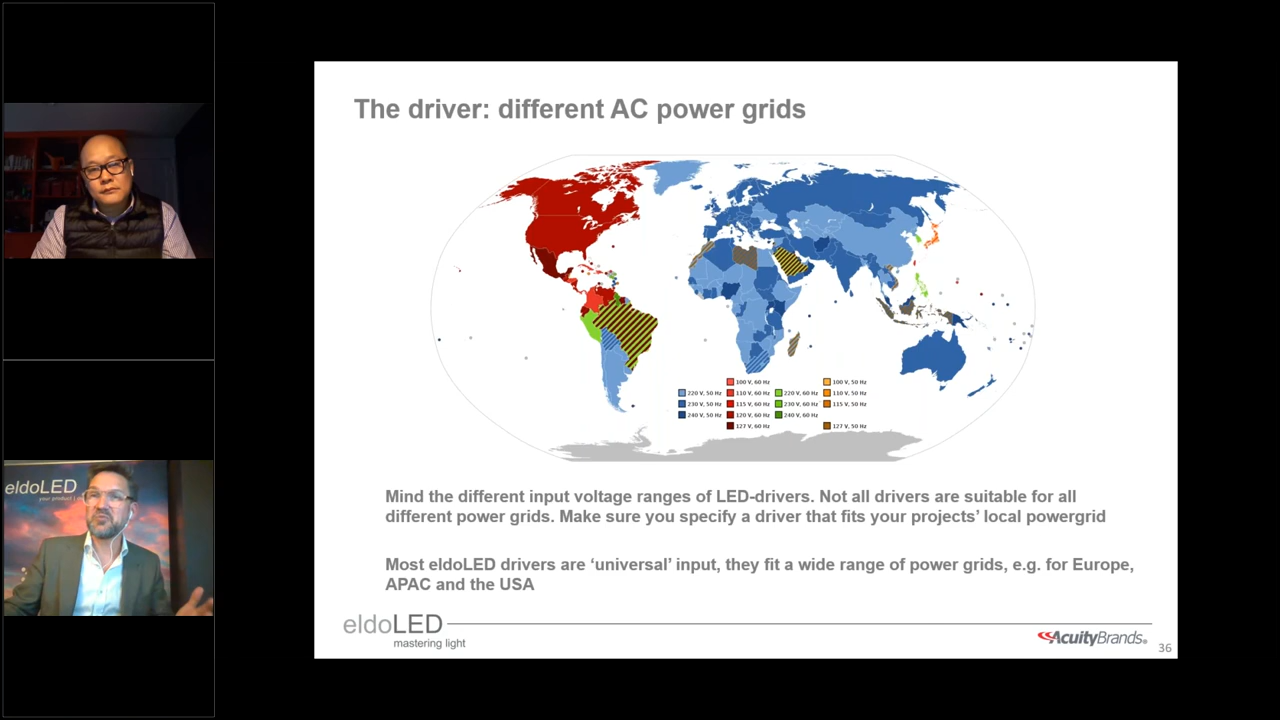 The driver: different AC power grids
100 V, 60 Hz
100 V, 50 Hz
220 V, 50 Hz
110 V, 60 Hz
220 V, 60 Hz
110 V, 50 Hz
230 V, 50 Hz
115 V, 60 Hz
230 V, 60 Hz
115 V, 50 Hz
240 V, 50 Hz
120 V, 60 Hz
240 V, 60 Hz
127 V, 60 Hz
127 V, 50 Hz
Mind the different input voltage ranges of LED-drivers. Not all drivers are suitable for all
different power grids. Make sure you specify a driver that fits your projects’ local powergrid
Most eldoLED drivers are ‘universal’ input, they fit a wide range of power grids, e.g. for Europe,
APAC and the USA
eldoLED
mastering light
AcuityBrands
36
eldoLED
your product